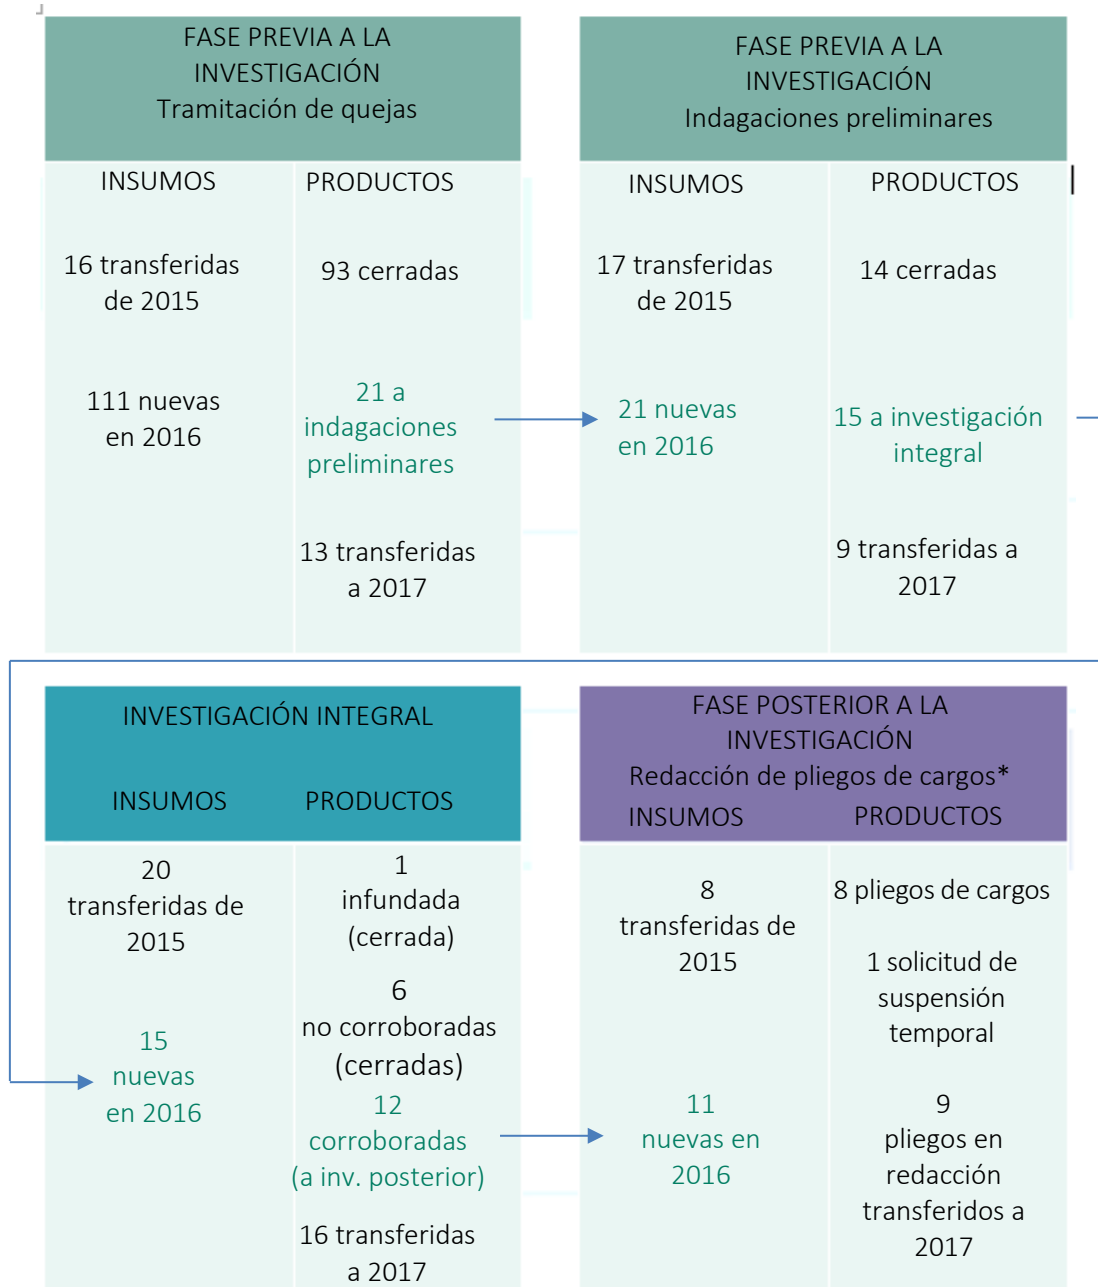 FASE PREVIA A LA
INVESTIGACIÓN
Tramitación de quejas
INSUMOS
PRODUCTOS
16 transferidas
de 2015
93 cerradas
111 nuevas
en 2016
21 a
indagaciones
preliminares
13 transferidas
a 2017
FASE PREVIA A LA
INVESTIGACIÓN
Indagaciones preliminares
INSUMOS
PRODUCTOS
17 transferidas
de 2015
14 cerradas
21 nuevas
en 2016
15 a investigación
integral
9 transferidas a
2017
INVESTIGACIÓN INTEGRAL
INSUMOS
PRODUCTOS
20
transferidas de
2015
1
infundada
(cerrada)
6
no corroboradas
(cerradas)
15
nuevas
en 2016
12
corroboradas
(a inv. posterior)
16 transferidas
a 2017
FASE POSTERIOR A LA
INVESTIGACIÓN
Redacción de pliegos de cargos*
INSUMOS
PRODUCTOS
8
transferidas de
2015
8 pliegos de cargos
1 solicitud de
suspensión
temporal
11
nuevas en
2016
9
pliegos en
redacción
transferidos a
2017